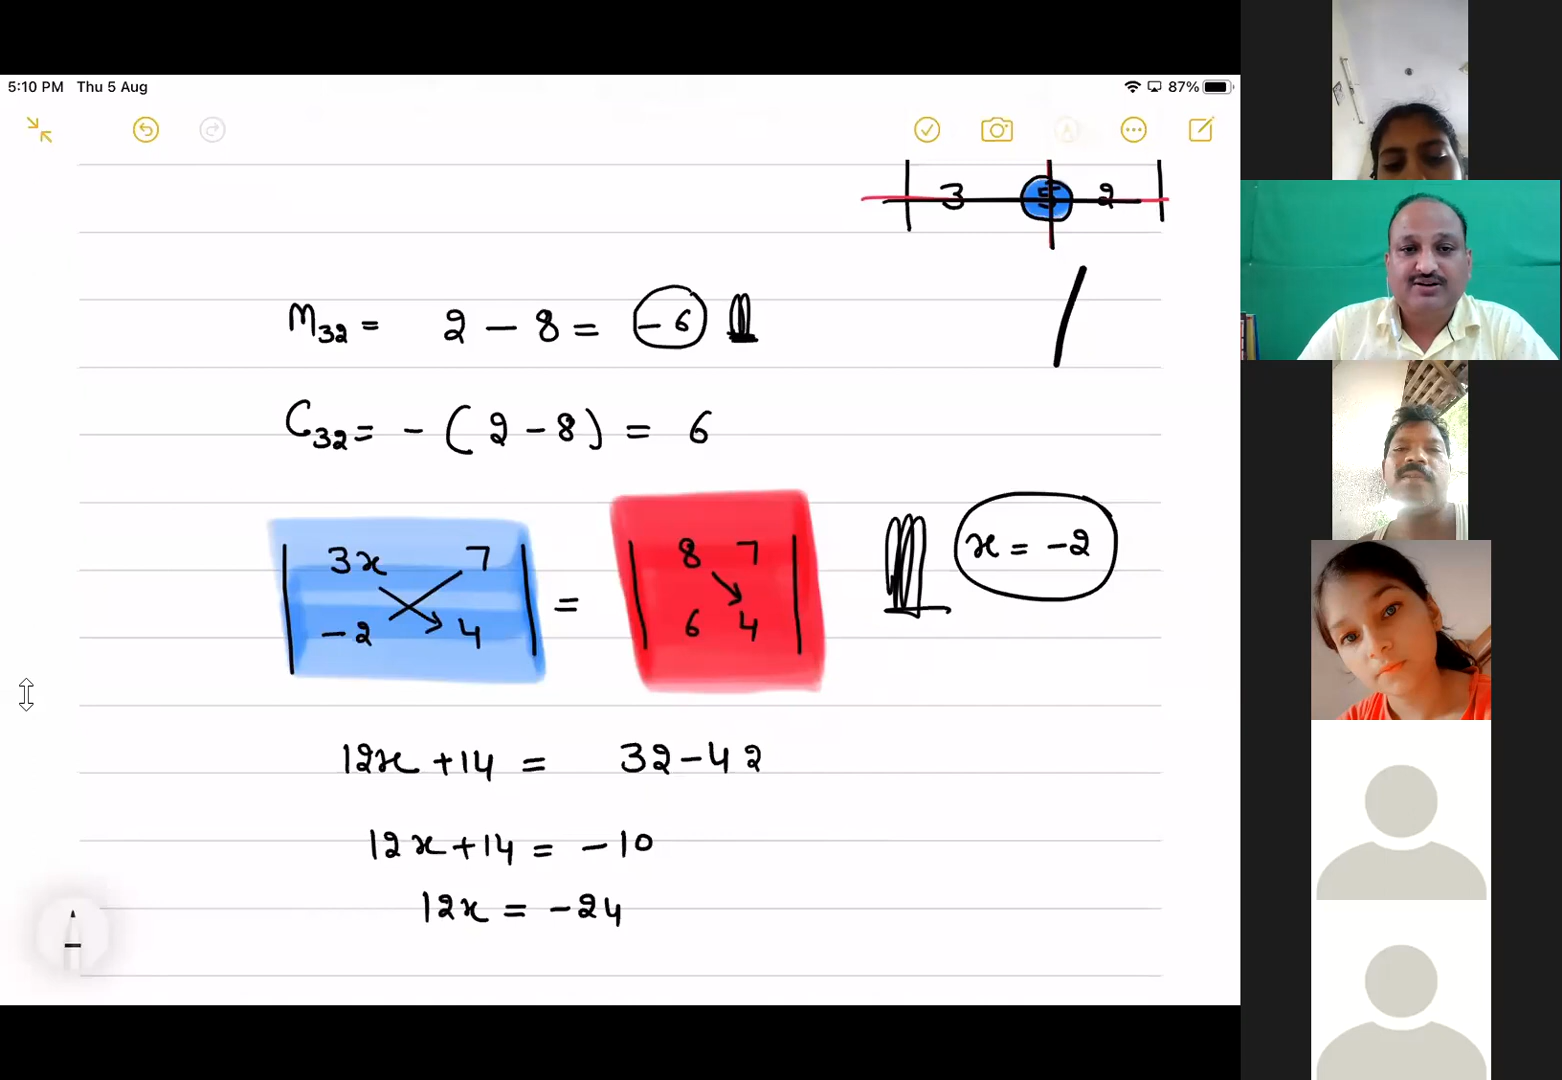 5:10 PM Thu 5 Aug 87%
3 5 2
M32 = 2 - 8 = -6
C32 = - ( 2 - 8 ) = 6
3x 7 8 7
= x = -2
-2 4 6 4
12x + 14 = 32 - 42
12x + 14 = -10
12x = -24